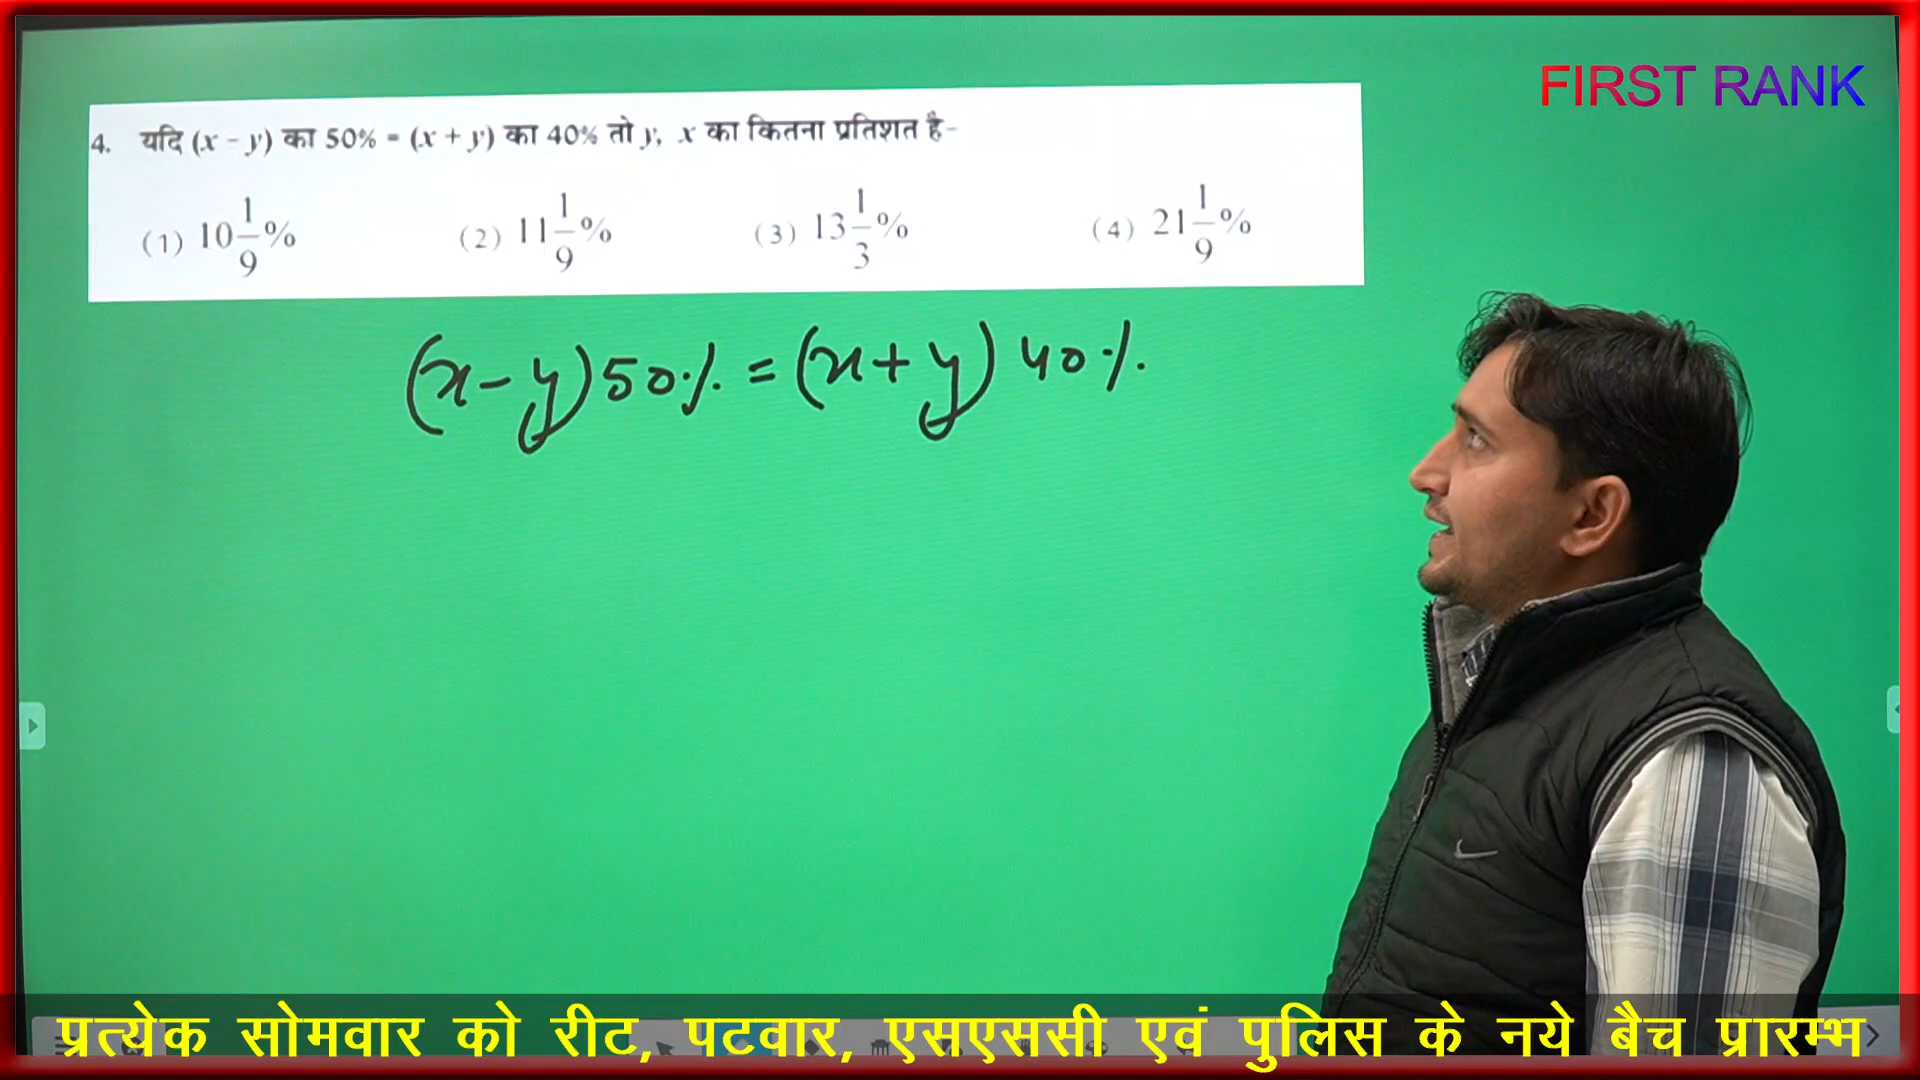 FIRST RANK
4. यदि (x - y) का 50% = (x + y) का 40% तो y, x का कितना प्रतिशत है-
(1) 10 1/9 % (2) 11 1/9 % (3) 13 1/3 % (4) 21 1/9 %
(x-y)50% = (x+y) 40%
प्रत्येक सोमवार को रीट, पटवार, एसएससी एवं पुलिस के नये बैच प्रारम्भ